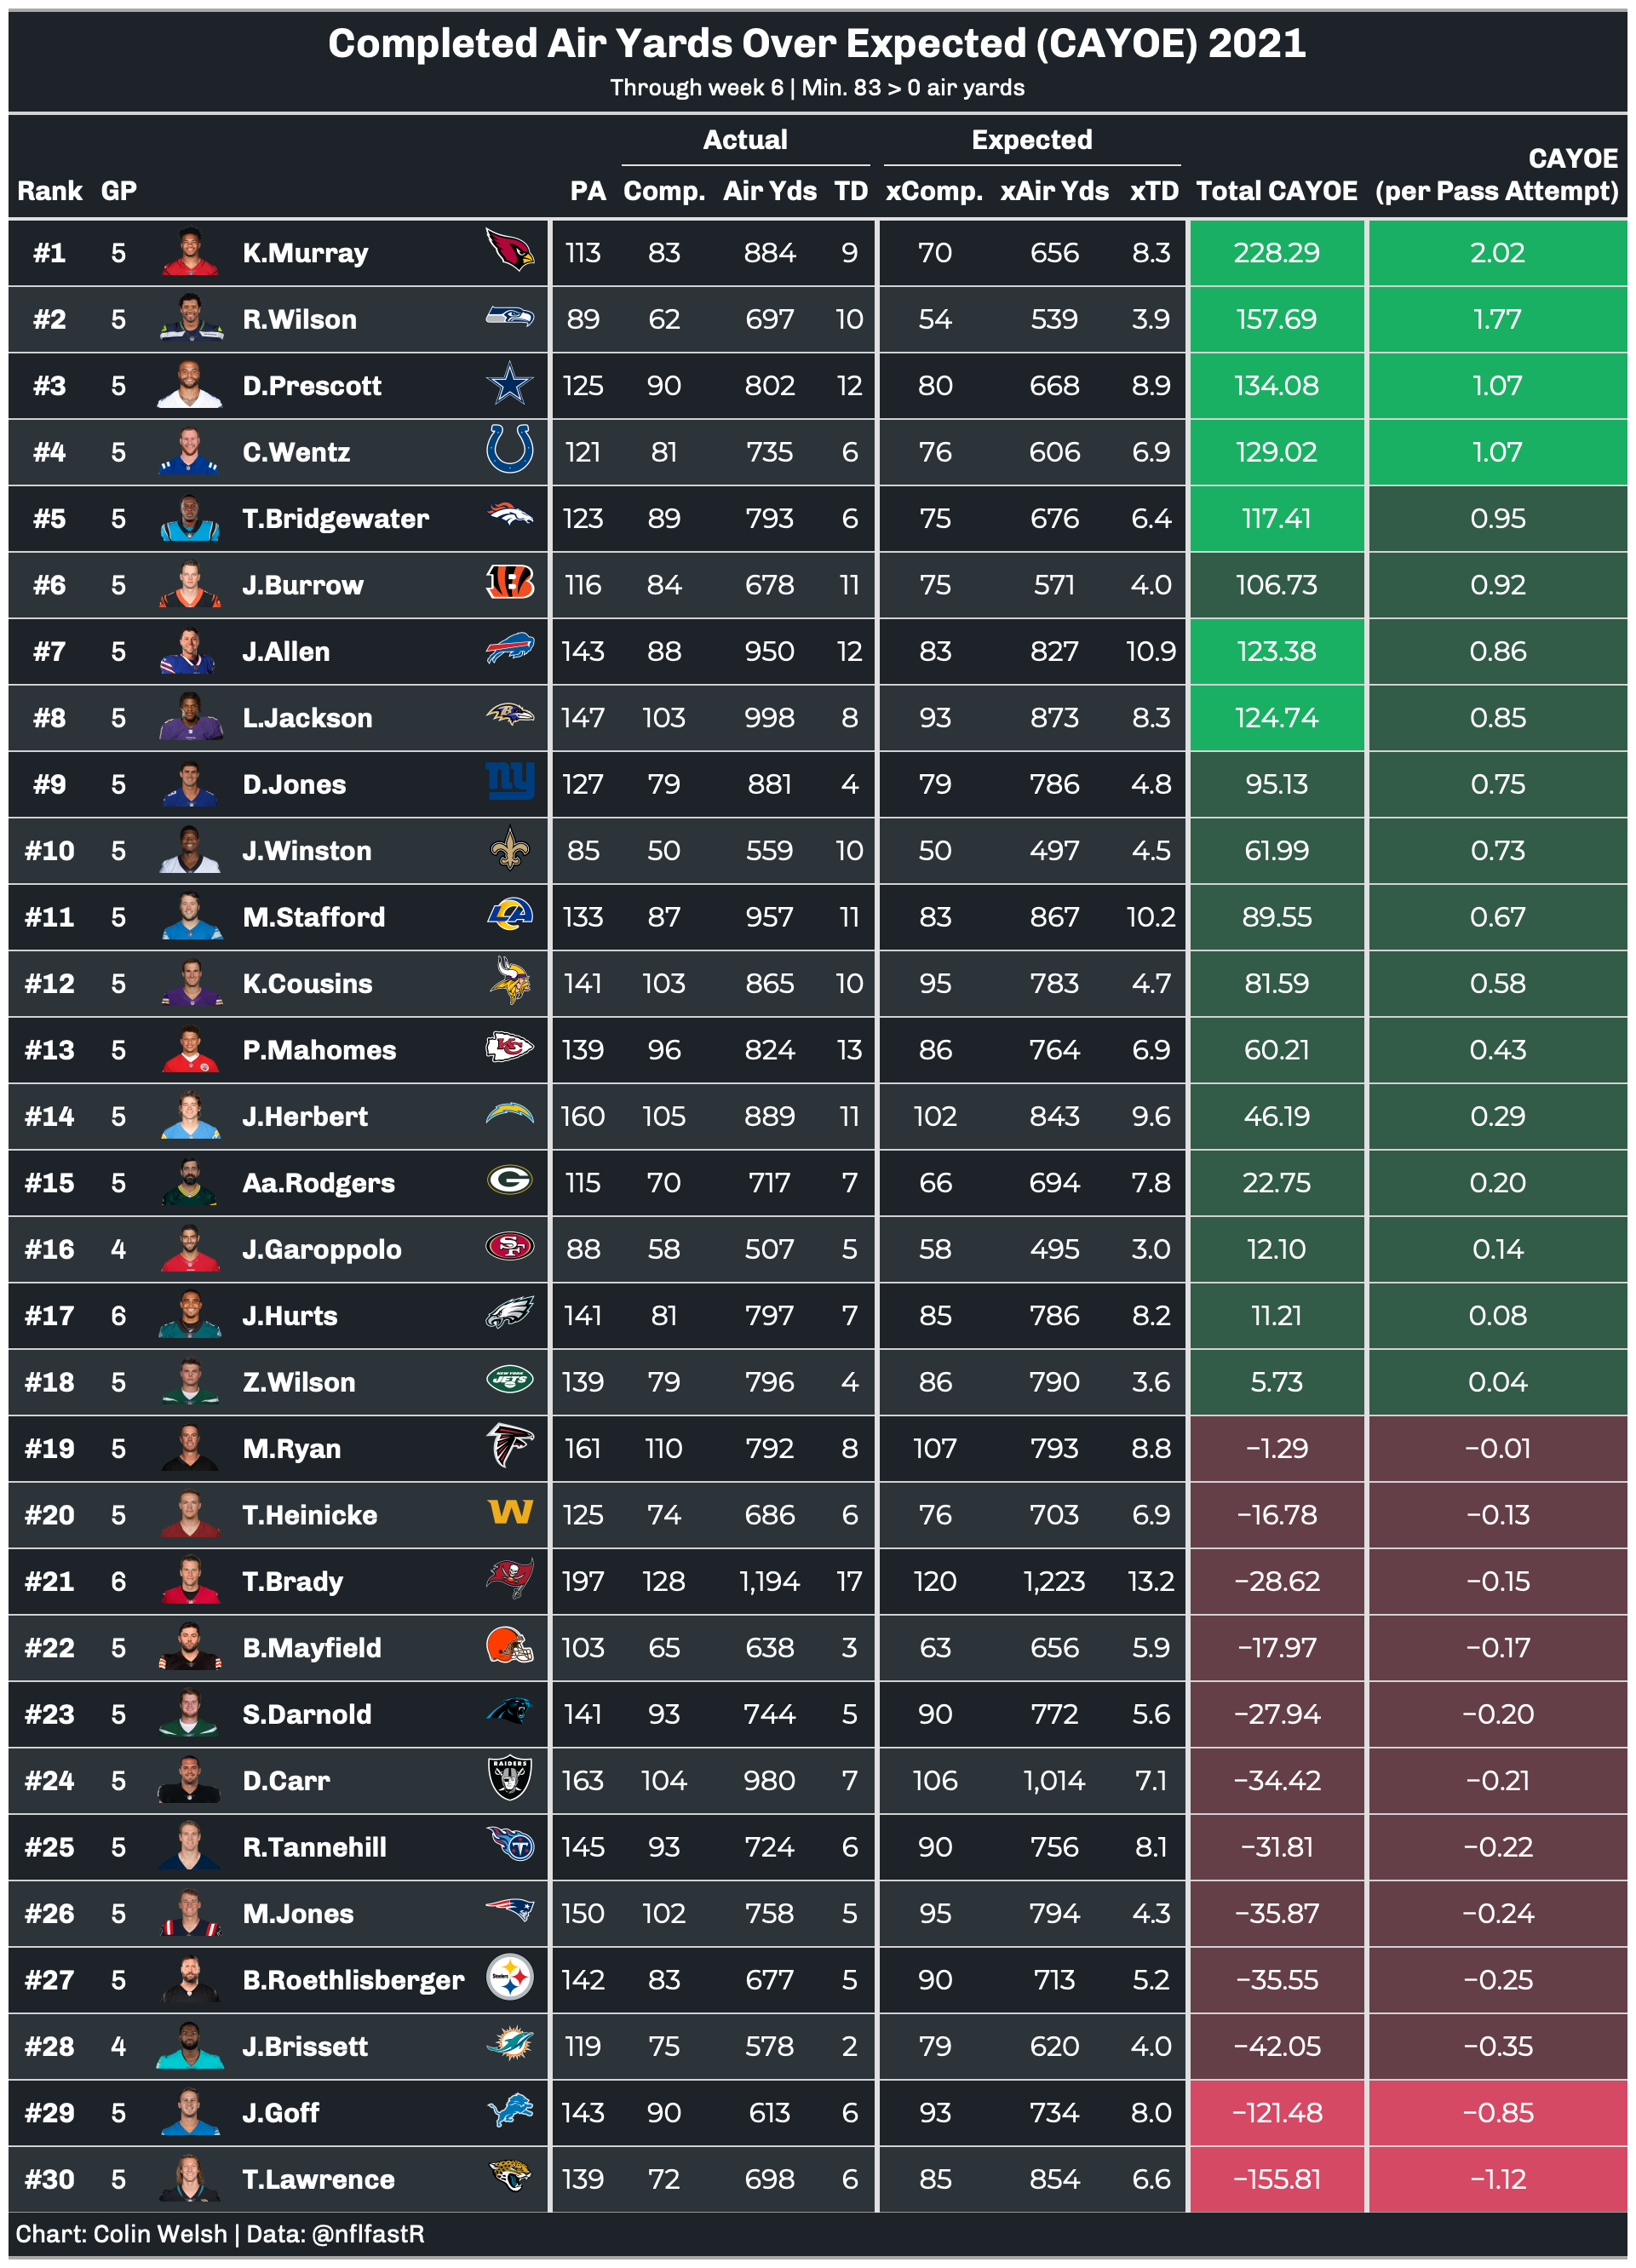 Completed Air Yards Over Expected (CAYOE) 2021
Through week 6 | Min. 83 > 0 air yards
Actual Expected CAYOE
Rank GP PA Comp. Air Yds TD xComp. xAir Yds xTD Total CAYOE (per Pass Attempt)
#1 5 K.Murray 113 83 884 9 70 656 8.3 228.29 2.02
#2 5 R.Wilson 89 62 697 10 54 539 3.9 157.69 1.77
#3 5 D.Prescott 125 90 802 12 80 668 8.9 134.08 1.07
#4 5 C.Wentz 121 81 735 6 76 606 6.9 129.02 1.07
#5 5 T.Bridgewater 123 89 793 6 75 676 6.4 117.41 0.95
#6 5 J.Burrow 116 84 678 11 75 571 4.0 106.73 0.92
#7 5 J.Allen 143 88 950 12 83 827 10.9 123.38 0.86
#8 5 L.Jackson 147 103 998 8 93 873 8.3 124.74 0.85
#9 5 D.Jones ny 127 79 881 4 79 786 4.8 95.13 0.75
#10 5 J.Winston 85 50 559 10 50 497 4.5 61.99 0.73
#11 5 M.Stafford LA 133 87 957 11 83 867 10.2 89.55 0.67
#12 5 K.Cousins 141 103 865 10 95 783 4.7 81.59 0.58
#13 5 P.Mahomes KC 139 96 824 13 86 764 6.9 60.21 0.43
#14 5 J.Herbert 160 105 889 11 102 843 9.6 46.19 0.29
#15 5 Aa.Rodgers G 115 70 717 7 66 694 7.8 22.75 0.20
#16 4 J.Garoppolo SF 88 58 507 5 58 495 3.0 12.10 0.14
#17 6 J.Hurts 141 81 797 7 85 786 8.2 11.21 0.08
#18 5 Z.Wilson NEW YORK JETS 139 79 796 4 86 790 3.6 5.73 0.04
#19 5 M.Ryan 161 110 792 8 107 793 8.8 −1.29 −0.01
#20 5 T.Heinicke W 125 74 686 6 76 703 6.9 −16.78 −0.13
#21 6 T.Brady 197 128 1,194 17 120 1,223 13.2 −28.62 −0.15
#22 5 B.Mayfield 103 65 638 3 63 656 5.9 −17.97 −0.17
#23 5 S.Darnold 141 93 744 5 90 772 5.6 −27.94 −0.20
#24 5 D.Carr RAIDERS 163 104 980 7 106 1,014 7.1 −34.42 −0.21
#25 5 R.Tannehill T 145 93 724 6 90 756 8.1 −31.81 −0.22
#26 5 M.Jones 150 102 758 5 95 794 4.3 −35.87 −0.24
#27 5 B.Roethlisberger Steelers 142 83 677 5 90 713 5.2 −35.55 −0.25
#28 4 J.Brissett 119 75 578 2 79 620 4.0 −42.05 −0.35
#29 5 J.Goff 143 90 613 6 93 734 8.0 −121.48 −0.85
#30 5 T.Lawrence 139 72 698 6 85 854 6.6 −155.81 −1.12
Chart: Colin Welsh | Data: @nflfastR